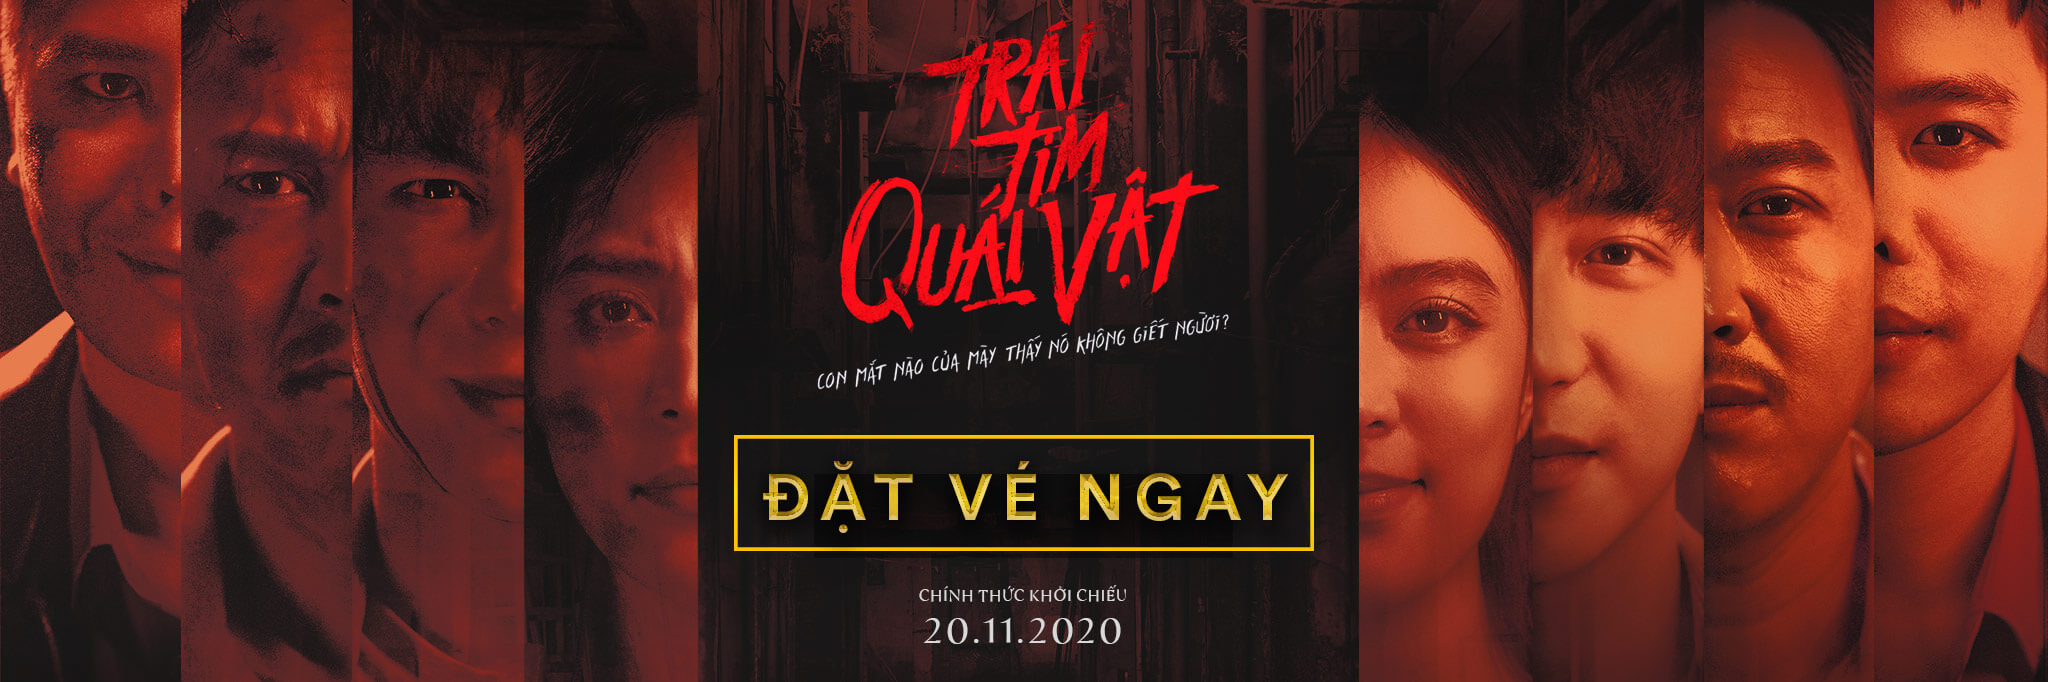 TRÁI
TIM
QUÁI VẬT
CON MẮT NÀO CỦA MÀY THẤY NÓ KHÔNG GIẾT NGƯỜI?
ĐẶT VÉ NGAY
CHÍNH THỨC KHỞI CHIẾU
20.11.2020